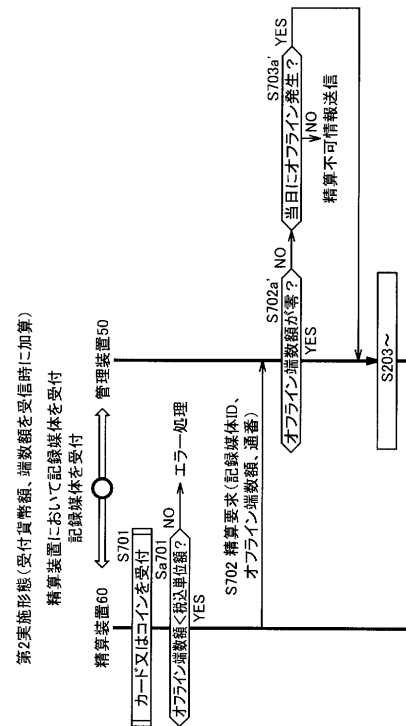 第2実施形態(受付貨幣額、端数額を受信時に加算)
精算装置において記録媒体を受付
記録媒体を受付
精算装置60
管理装置50
S701
カード又はコインを受付
Sa701
オフライン端数額<税込単位額?
NO
エラー処理
YES
S702 精算要求(記録媒体ID、
オフライン端数額、通番)
S702a'
オフライン端数額が零?
NO
YES
S703a'
当日にオフライン発生?
YES
NO
精算不可情報送信
S203~